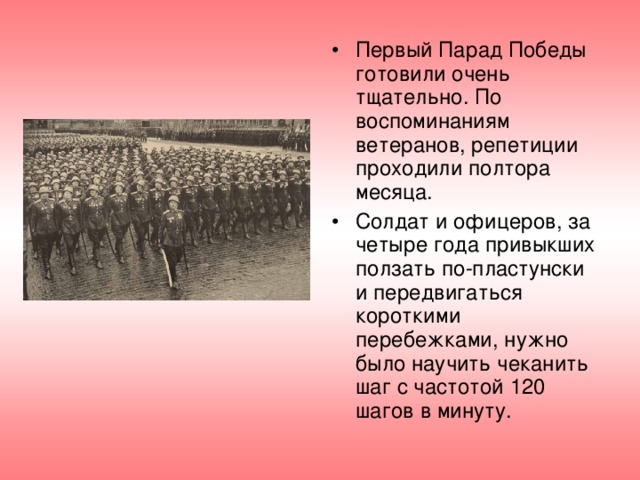 • Первый Парад Победы
готовили очень
тщательно. По
воспоминаниям
ветеранов, репетиции
проходили полтора
месяца.
• Солдат и офицеров, за
четыре года привыкших
ползать по-пластунски
и передвигаться
короткими
перебежками, нужно
было научить чеканить
шаг с частотой 120
шагов в минуту.